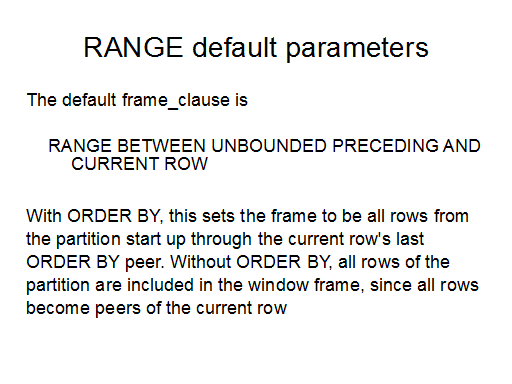 RANGE default parameters
The default frame_clause is
RANGE BETWEEN UNBOUNDED PRECEDING AND
CURRENT ROW
With ORDER BY, this sets the frame to be all rows from
the partition start up through the current row's last
ORDER BY peer. Without ORDER BY, all rows of the
partition are included in the window frame, since all rows
become peers of the current row